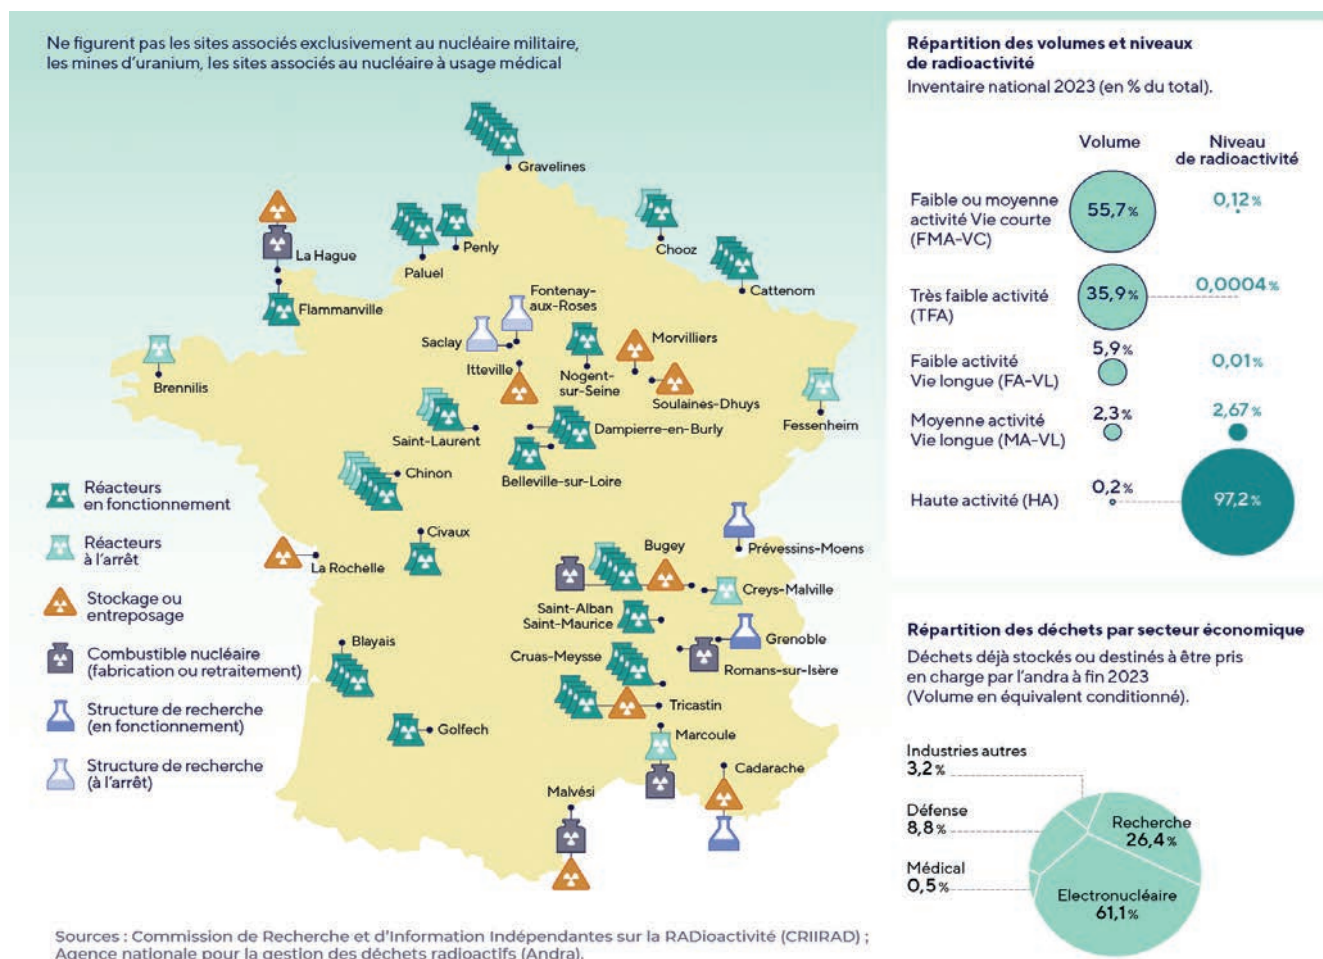 Ne figurent pas les sites associés exclusivement au nucléaire militaire,
les mines d'uranium, les sites associés au nucléaire à usage médical
Gravelines
La Hague
Flammanville
Paluel
Penly
Chooz
Cattenom
Fontenay-
aux-Roses
Saclay
Itteville
Brennilis
Nogent-
sur-Seine
Morvilliers
Soulaines-Dhuys
Fessenheim
Saint-Laurent
Dampierre-en-Burly
Belleville-sur-Loire
Chinon
Civaux
La Rochelle
Prévessins-Moens
Bugey
Creys-Malville
Saint-Alban
Saint-Maurice
Grenoble
Romans-sur-Isère
Blayais
Cruas-Meysse
Tricastin
Golfech
Marcoule
Cadarache
Malvési
Réacteurs
en fonctionnement
Réacteurs
à l'arrêt
Stockage ou
entreposage
Combustible nucléaire
(fabrication ou retraitement)
Structure de recherche
(en fonctionnement)
Structure de recherche
(à l'arrêt)
Sources : Commission de Recherche et d'Information Indépendantes sur la RADioactivité (CRIIRAD) ;
Agence nationale pour la gestion des déchets radioactifs (Andra).
Répartition des volumes et niveaux
de radioactivité
Inventaire national 2023 (en % du total).
Volume
Niveau
de radioactivité
Faible ou moyenne
activité Vie courte
(FMA-VC)
55,7 %
0,12 %
Très faible activité
(TFA)
35,9 %
0,0004 %
Faible activité
Vie longue (FA-VL)
5,9 %
0,01 %
Moyenne activité
Vie longue (MA-VL)
2,3 %
2,67 %
Haute activité (HA)
0,2 %
97,2 %
Répartition des déchets par secteur économique
Déchets déjà stockés ou destinés à être pris
en charge par l'andra à fin 2023
(Volume en équivalent conditionné).
Industries autres
3,2 %
Défense
8,8 %
Médical
0,5 %
Recherche
26,4 %
Electronucléaire
61,1 %